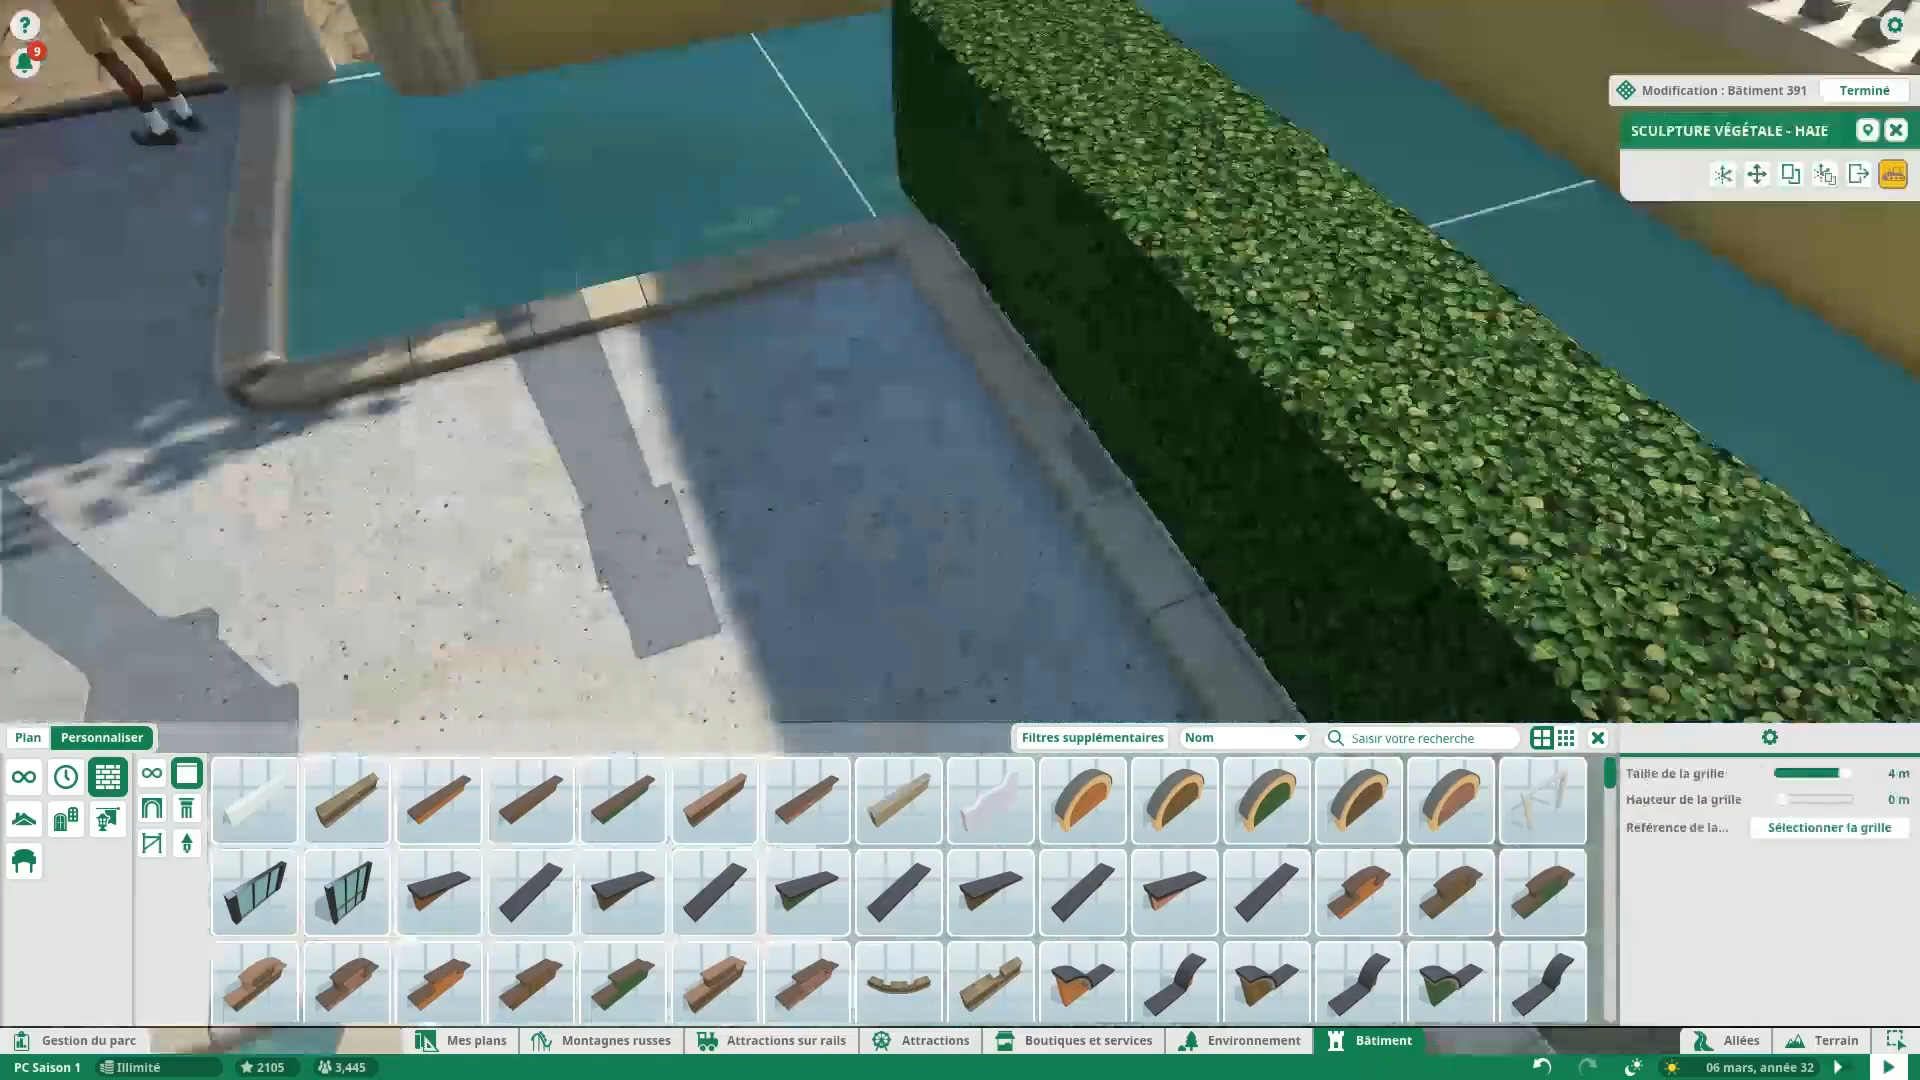 ?
9
Modification : Bâtiment 391
Terminé
SCULPTURE VÉGÉTALE - HAIE
Plan
Personnaliser
Filtres supplémentaires
Nom
Saisir votre recherche
Taille de la grille
4 m
Hauteur de la grille
0 m
Référence de la...
Sélectionner la grille
Gestion du parc
Mes plans
Montagnes russes
Attractions sur rails
Attractions
Boutiques et services
Environnement
Bâtiment
Allées
Terrain
PC Saison 1
Illimité
2105
3,445
06 mars, année 32